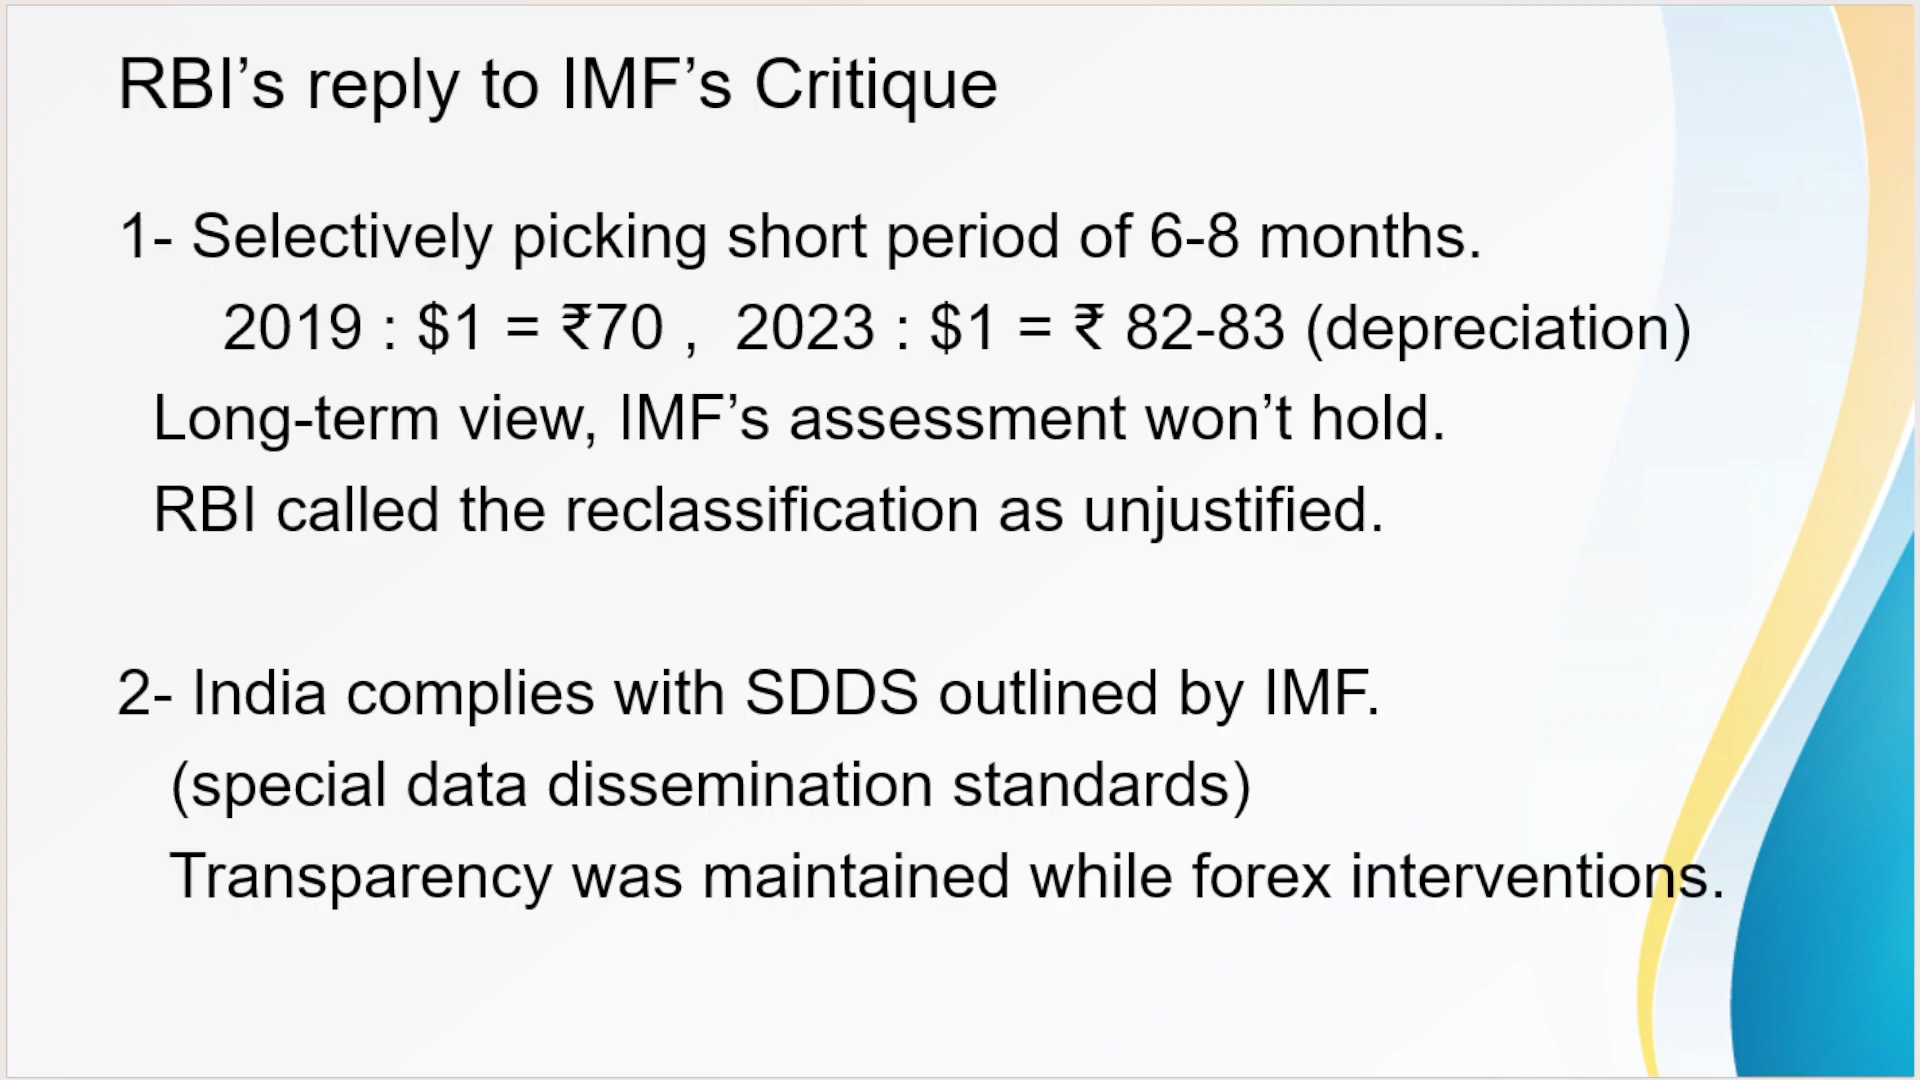 RBI’s reply to IMF’s Critique
1- Selectively picking short period of 6-8 months.
2019 : $1 = ₹70 , 2023 : $1 = ₹ 82-83 (depreciation)
Long-term view, IMF’s assessment won’t hold.
RBI called the reclassification as unjustified.
2- India complies with SDDS outlined by IMF.
(special data dissemination standards)
Transparency was maintained while forex interventions.